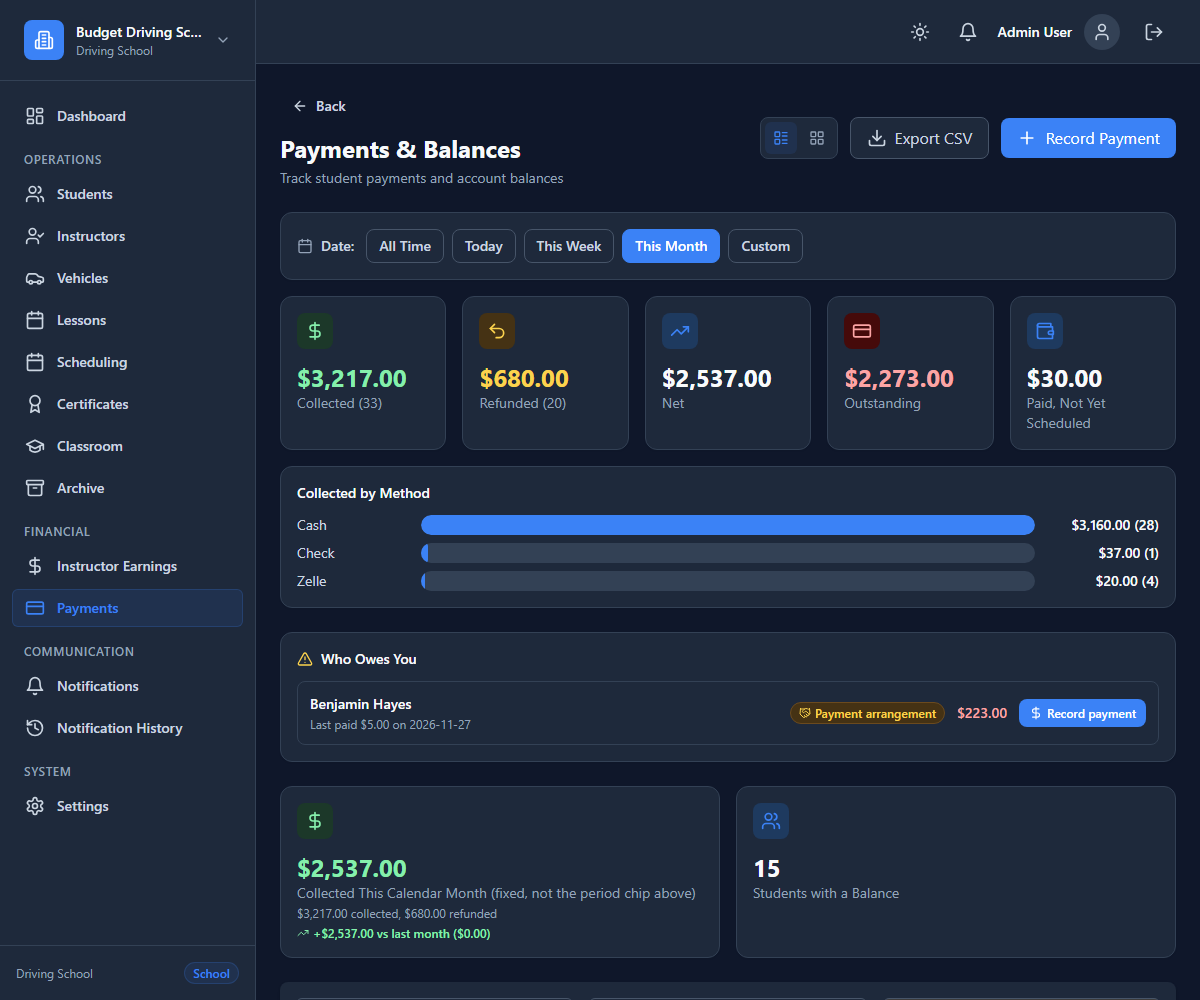 Budget Driving Sc...
Driving School
Admin User
Dashboard
OPERATIONS
Students
Instructors
Vehicles
Lessons
Scheduling
Certificates
Classroom
Archive
FINANCIAL
Instructor Earnings
Payments
COMMUNICATION
Notifications
Notification History
SYSTEM
Settings
Driving School
School
Back
Payments & Balances
Track student payments and account balances
Export CSV
Record Payment
Date:
All Time
Today
This Week
This Month
Custom
$3,217.00
Collected (33)
$680.00
Refunded (20)
$2,537.00
Net
$2,273.00
Outstanding
$30.00
Paid, Not Yet
Scheduled
Collected by Method
Cash
$3,160.00 (28)
Check
$37.00 (1)
Zelle
$20.00 (4)
Who Owes You
Benjamin Hayes
Last paid $5.00 on 2026-11-27
Payment arrangement
$223.00
Record payment
$2,537.00
Collected This Calendar Month (fixed, not the period chip above)
$3,217.00 collected, $680.00 refunded
+$2,537.00 vs last month ($0.00)
15
Students with a Balance